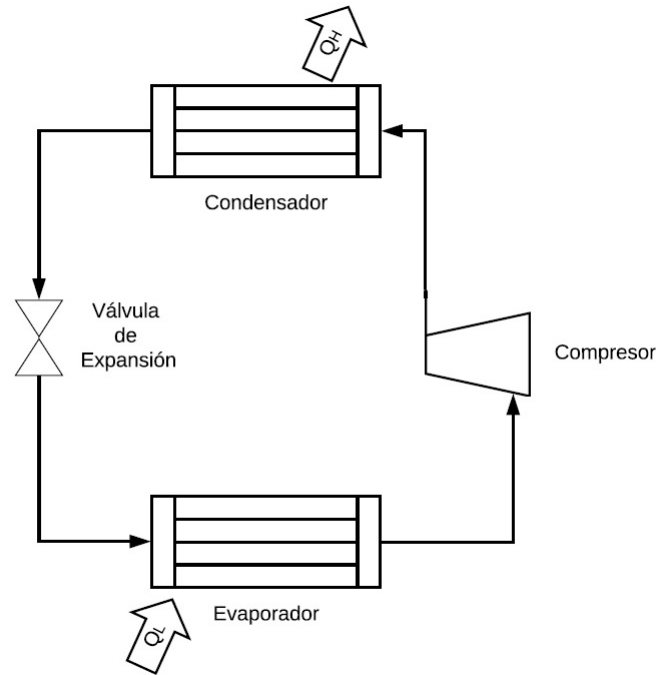 QH
Condensador
Válvula
de
Expansión
Compresor
Evaporador
QL